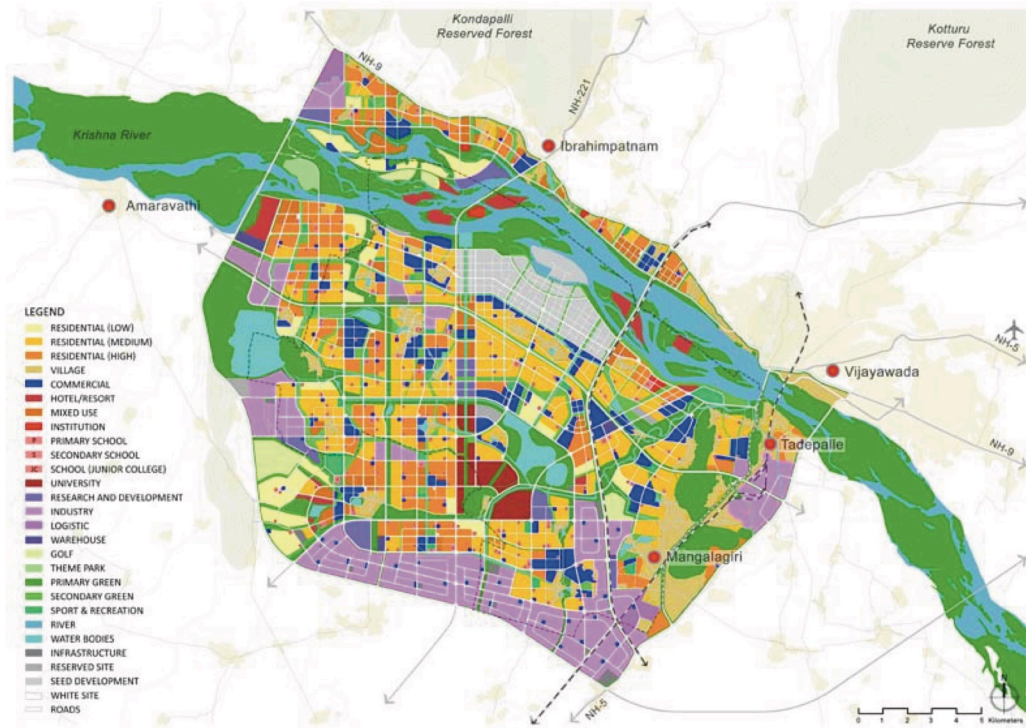 Kondapalli
Reserved Forest
Kotturu
Reserve Forest
NH-9
NH-221
Krishna River
Ibrahimpatnam
Amaravathi
LEGEND
RESIDENTIAL (LOW)
RESIDENTIAL (MEDIUM)
RESIDENTIAL (HIGH)
VILLAGE
COMMERCIAL
HOTEL/RESORT
MIXED USE
INSTITUTION
P PRIMARY SCHOOL
S SECONDARY SCHOOL
JC SCHOOL (JUNIOR COLLEGE)
UNIVERSITY
RESEARCH AND DEVELOPMENT
INDUSTRY
LOGISTIC
WAREHOUSE
GOLF
THEME PARK
PRIMARY GREEN
SECONDARY GREEN
SPORT & RECREATION
RIVER
WATER BODIES
INFRASTRUCTURE
RESERVED SITE
SEED DEVELOPMENT
WHITE SITE
ROADS
NH-5
Vijayawada
Tadepalle
NH-9
Mangalagiri
NH-5
N
0 1 2 3 4 5 Kilometers